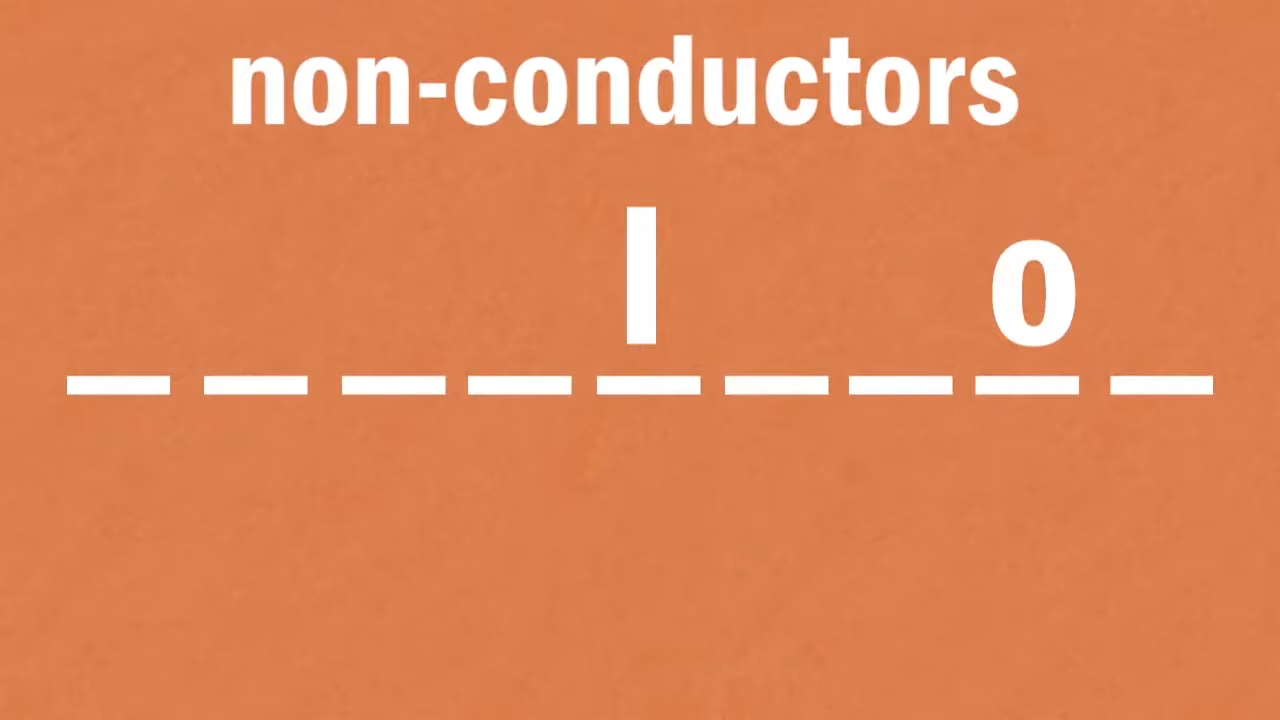 non-conductors
l o
_ _ _ _ _ _ _ _ _